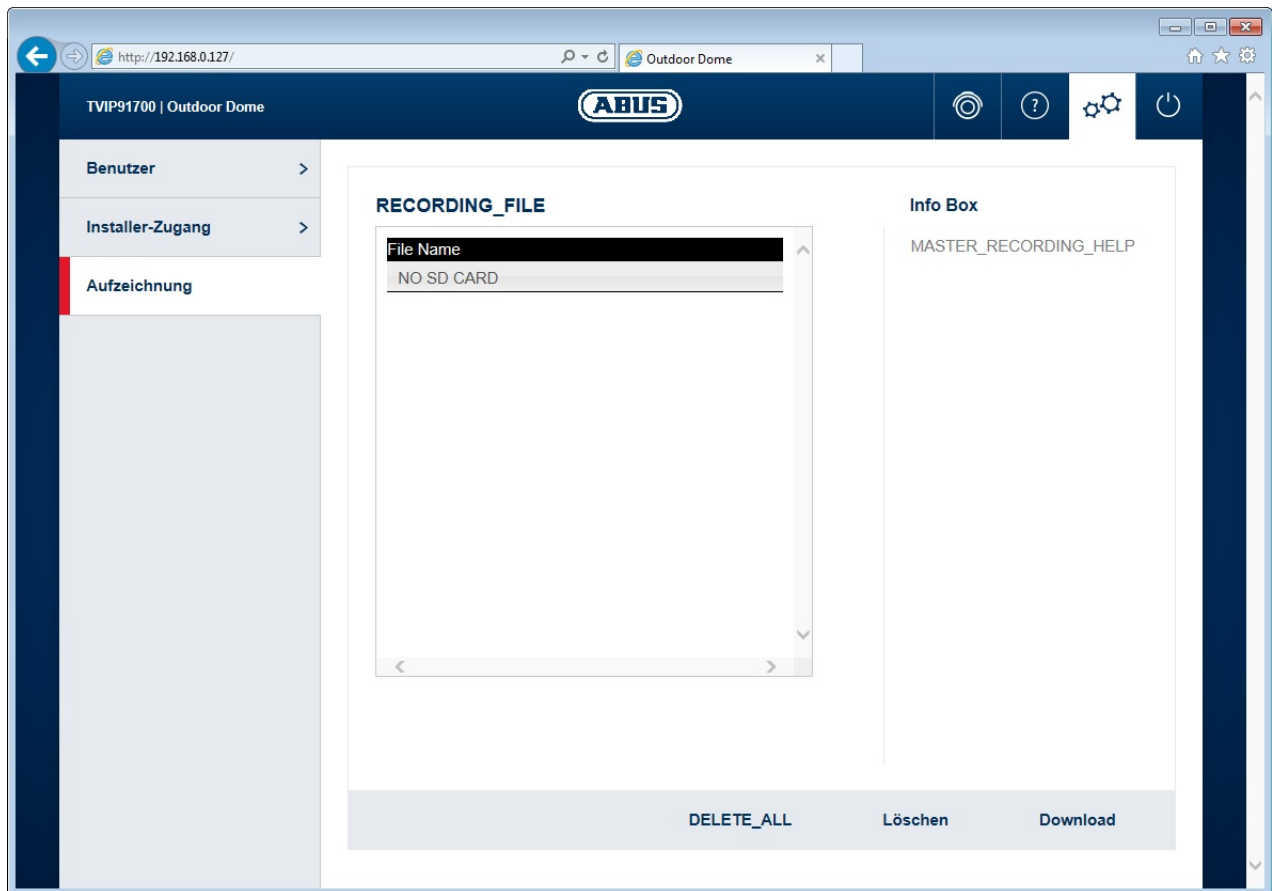 http://192.168.0.127/
Outdoor Dome
TVIP91700 | Outdoor Dome
ABUS
?
Benutzer
Installer-Zugang
Aufzeichnung
RECORDING_FILE
File Name
NO SD CARD
Info Box
MASTER_RECORDING_HELP
DELETE_ALL
Löschen
Download